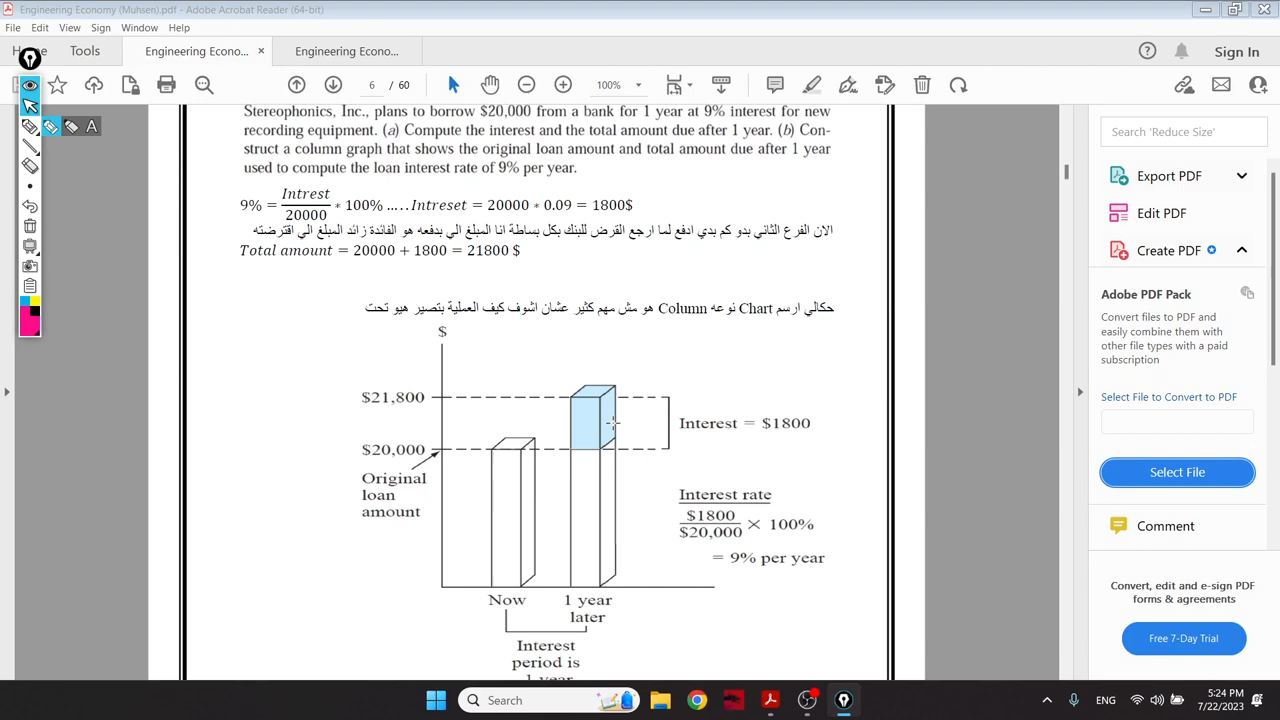 Engineering Economy (Muhsen).pdf - Adobe Acrobat Reader (64-bit)
File Edit View Sign Window Help
Home Tools Engineering Econo... × Engineering Econo... Sign In
6 / 60 100%
Stereophonics, Inc., plans to borrow $20,000 from a bank for 1 year at 9% interest for new
recording equipment. (a) Compute the interest and the total amount due after 1 year. (b) Con-
struct a column graph that shows the original loan amount and total amount due after 1 year
used to compute the loan interest rate of 9% per year.
9% = Intrest / 20000 * 100% ..... Intreset = 20000 * 0.09 = 1800$
الان الفرع الثاني بدو كم بدي ادفع لما ارجع القرض للبنك بكل بساطة انا المبلغ الي بدفعه هو الفائدة زائد المبلغ الي اقترضته
Total amount = 20000 + 1800 = 21800 $
حكالي ارسم Chart نوعه Column هو مش مهم كثير عشان اشوف كيف العملية بتصير هيو تحت
$
$21,800
Interest = $1800
$20,000
Original
loan
amount
Interest rate
$1800
$20,000
× 100%
= 9% per year
Now
1 year
later
Interest
period is
1 year
A
Search 'Reduce Size'
Export PDF
Edit PDF
Create PDF
Adobe PDF Pack
Convert files to PDF and
easily combine them with
other file types with a paid
subscription
Select File to Convert to PDF
Select File
Comment
Convert, edit and e-sign PDF
forms & agreements
Free 7-Day Trial
Search
ENG
5:24 PM
7/22/2023